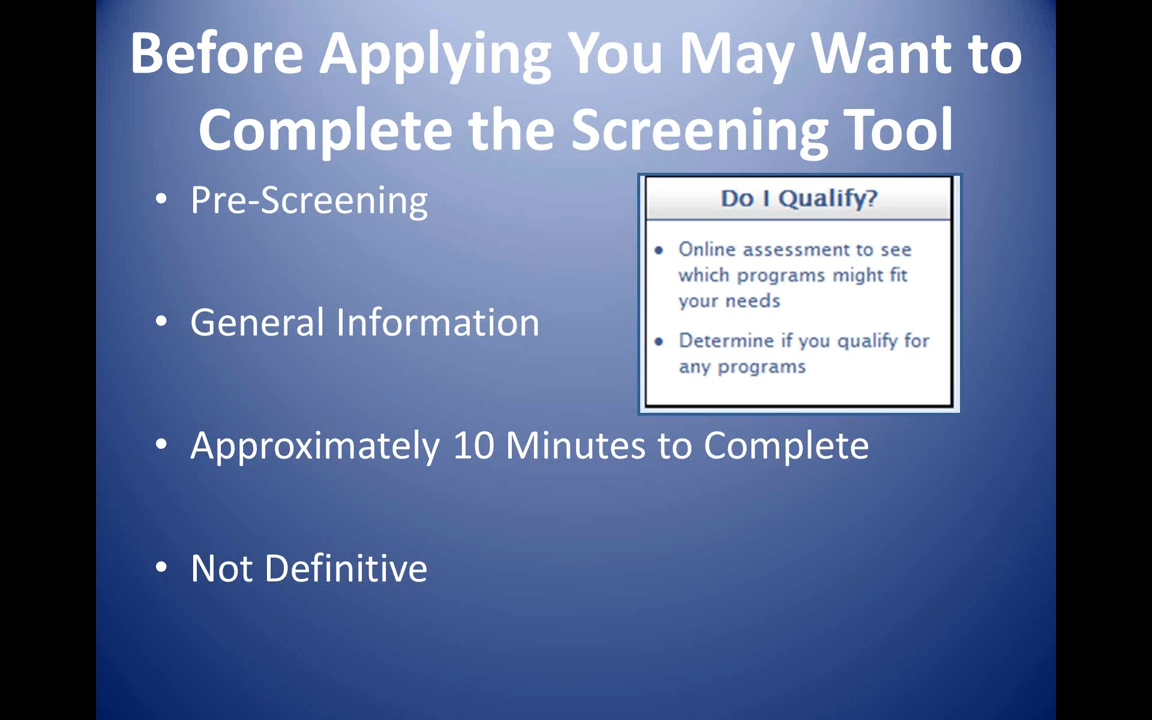 Before Applying You May Want to
Complete the Screening Tool
• Pre-Screening
• General Information
• Approximately 10 Minutes to Complete
• Not Definitive
Do I Qualify?
• Online assessment to see
which programs might fit
your needs
• Determine if you qualify for
any programs